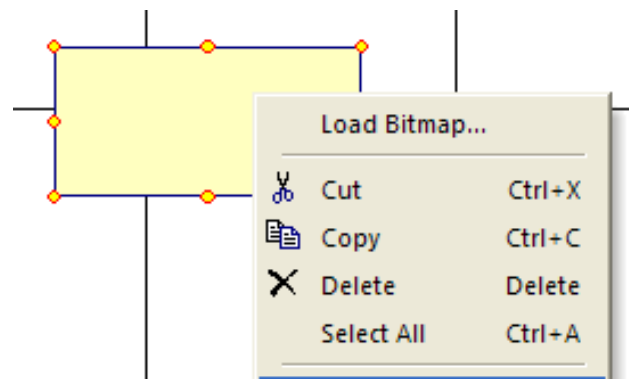 Load Bitmap...
Cut Ctrl+X
Copy Ctrl+C
Delete Delete
Select All Ctrl+A